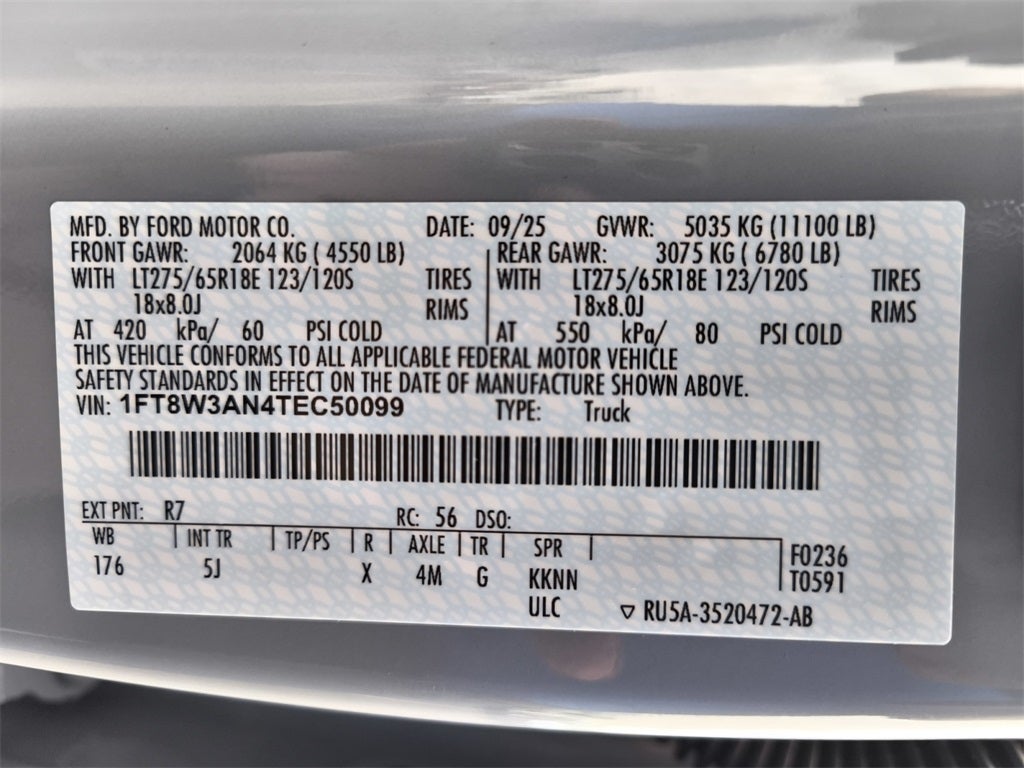 MFD. BY FORD MOTOR CO. DATE: 09/25 GVWR: 5035 KG (11100 LB)
FRONT GAWR: 2064 KG ( 4550 LB) REAR GAWR: 3075 KG ( 6780 LB)
WITH LT275/65R18E 123/120S TIRES WITH LT275/65R18E 123/120S TIRES
18x8.0J RIMS 18x8.0J RIMS
AT 420 kPa/ 60 PSI COLD AT 550 kPa/ 80 PSI COLD
THIS VEHICLE CONFORMS TO ALL APPLICABLE FEDERAL MOTOR VEHICLE
SAFETY STANDARDS IN EFFECT ON THE DATE OF MANUFACTURE SHOWN ABOVE.
VIN: 1FT8W3AN4TEC50099 TYPE: Truck
EXT PNT: R7 RC: 56 DSO:
WB INT TR TP/PS R AXLE TR SPR F0236
176 5J X 4M G KKNN T0591
ULC ▽ RU5A-3520472-AB